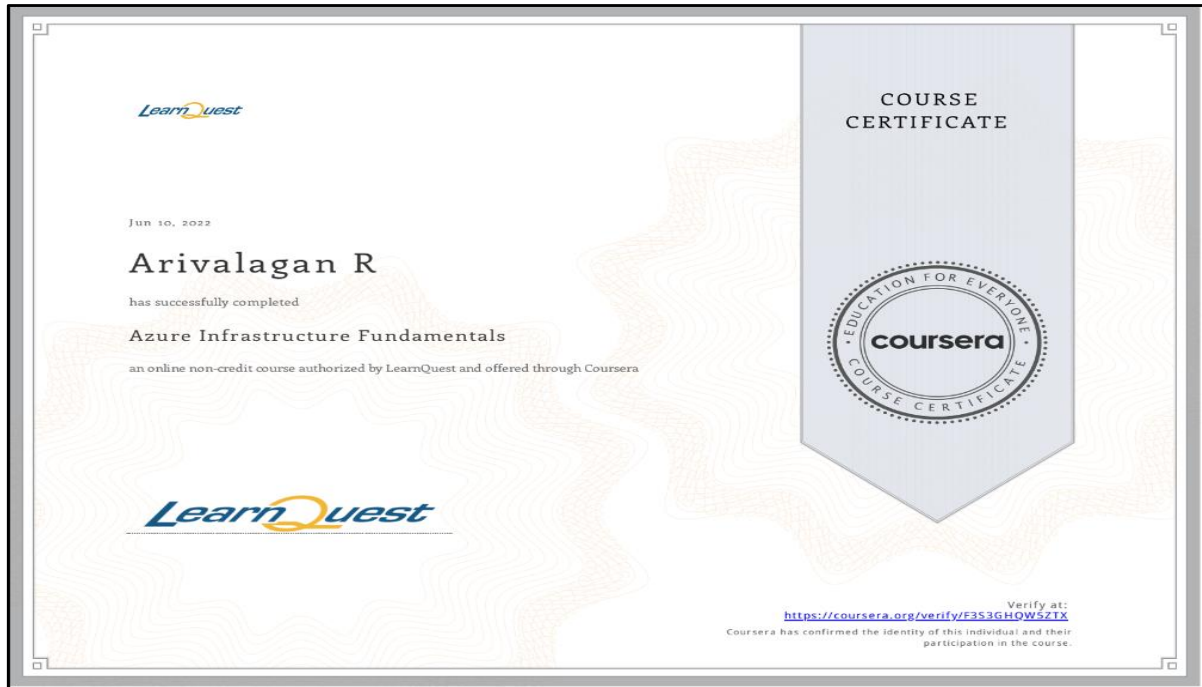 LearnQuest
COURSE
CERTIFICATE
Jun 10, 2022
Arivalagan R
has successfully completed
Azure Infrastructure Fundamentals
an online non-credit course authorized by LearnQuest and offered through Coursera
EDUCATION FOR EVERYONE
coursera
COURSE CERTIFICATE
LearnQuest
Verify at:
https://coursera.org/verify/F3S3GHQW5ZTX
Coursera has confirmed the identity of this individual and their
participation in the course.